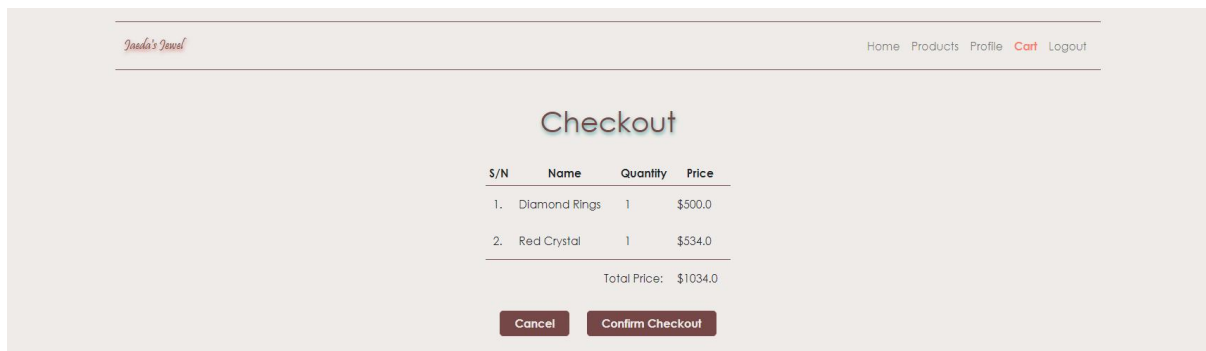 Jaeda's Jewel
Home Products Profile Cart Logout
Checkout
S/N Name Quantity Price
1. Diamond Rings 1 $500.0
2. Red Crystal 1 $534.0
Total Price: $1034.0
Cancel Confirm Checkout